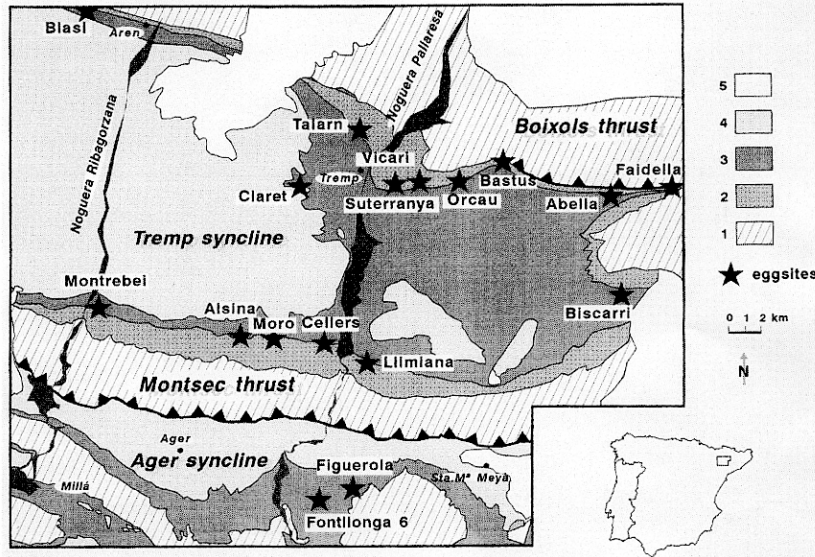 Blasi
Aren
Noguera Ribagorzana
Noguera Pallaresa
Talarn
Boixols thrust
Vicari
Tremp
Bastus
Faidella
Claret
Suterranya
Orcau
Abella
Tremp syncline
Montrebei
Alsina
Moro
Cellers
Biscarri
Llimiana
Montsec thrust
Ager
Ager syncline
Figuerola
Sta.Mª Meyà
Millá
Fontllonga 6
5
4
3
2
1
eggsites
0 1 2 km
N